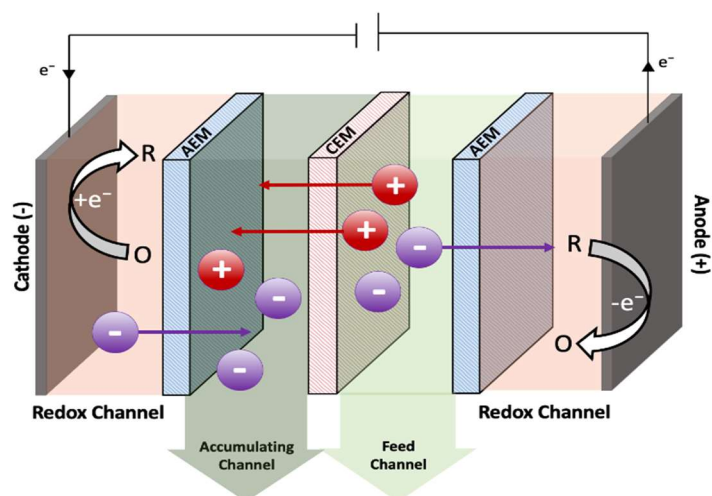 e⁻
e⁻
AEM
CEM
AEM
R
+e⁻
O
+
+
+
-
-
-
-
-
R
-e⁻
O
Cathode (-)
Anode (+)
Redox Channel
Redox Channel
Accumulating
Channel
Feed
Channel